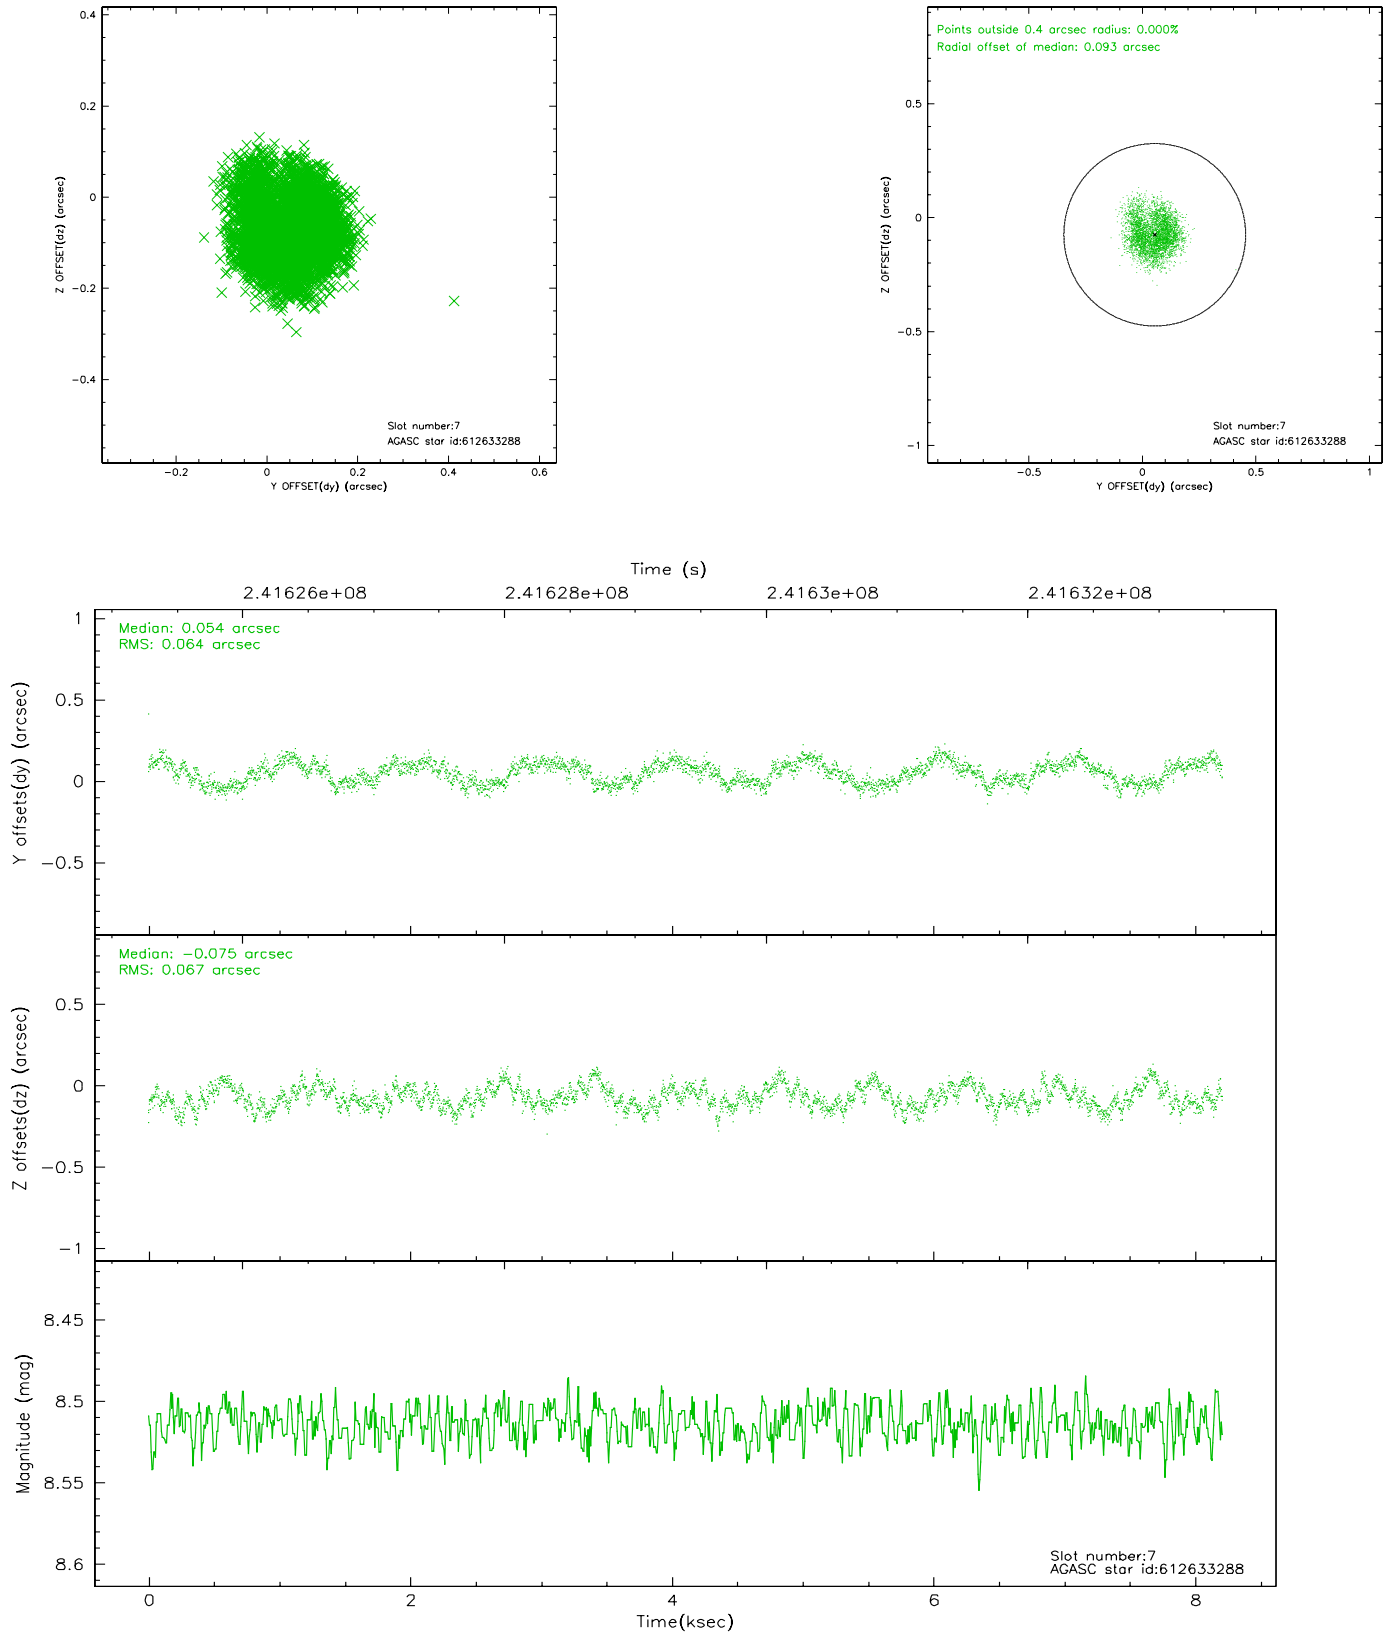 0.4
0.2
0
−0.2
−0.4
Z OFFSET(dz) (arcsec)
−0.2
0
0.2
0.4
0.6
Y OFFSET(dy) (arcsec)
Slot number:7
AGASC star id:612633288
Points outside 0.4 arcsec radius: 0.000%
Radial offset of median: 0.093 arcsec
0.5
0
−0.5
−1
Z OFFSET(dz) (arcsec)
−0.5
0
0.5
1
Y OFFSET(dy) (arcsec)
Slot number:7
AGASC star id:612633288
Time (s)
2.41626e+08
2.41628e+08
2.4163e+08
2.41632e+08
Median: 0.054 arcsec
RMS: 0.064 arcsec
1
0.5
0
−0.5
Y offsets(dy) (arcsec)
Median: −0.075 arcsec
RMS: 0.067 arcsec
0.5
0
−0.5
−1
Z offsets(dz) (arcsec)
8.45
8.5
8.55
8.6
Magnitude (mag)
Slot number:7
AGASC star id:612633288
0
2
4
6
8
Time(ksec)